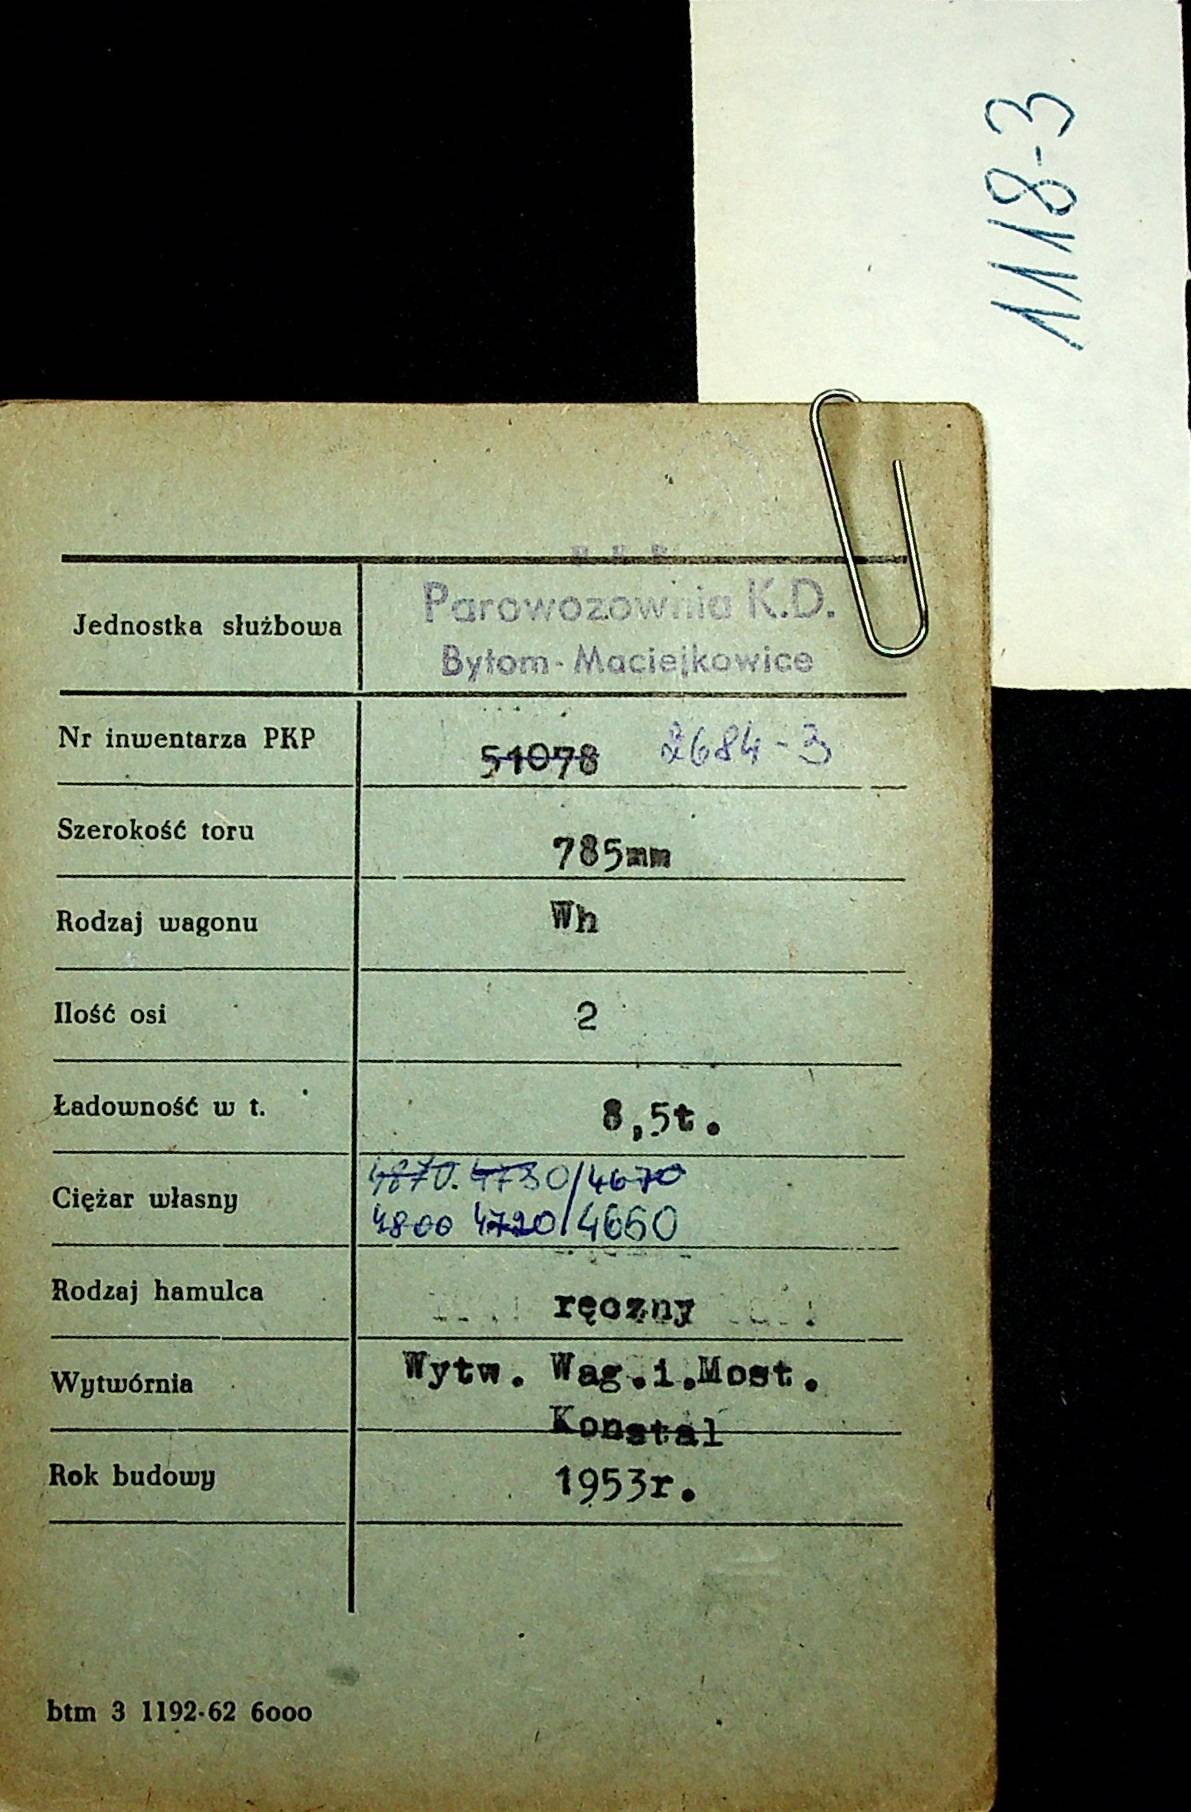 1118-3
Jednostka służbowa
Parowozownia K.D.
Bytom-Maciejkowice
Nr inwentarza PKP 51078 2684-3
Szerokość toru 785mm
Rodzaj wagonu Wh
Ilość osi 2
Ładowność w t. 8,5t.
Ciężar własny
4870. 4730/4670
4800 4720/4660
Rodzaj hamulca ręczny
Wytwórnia Wytw. Wag.i.Most.
Konstal
Rok budowy 1953r.
btm 3 1192-62 6000